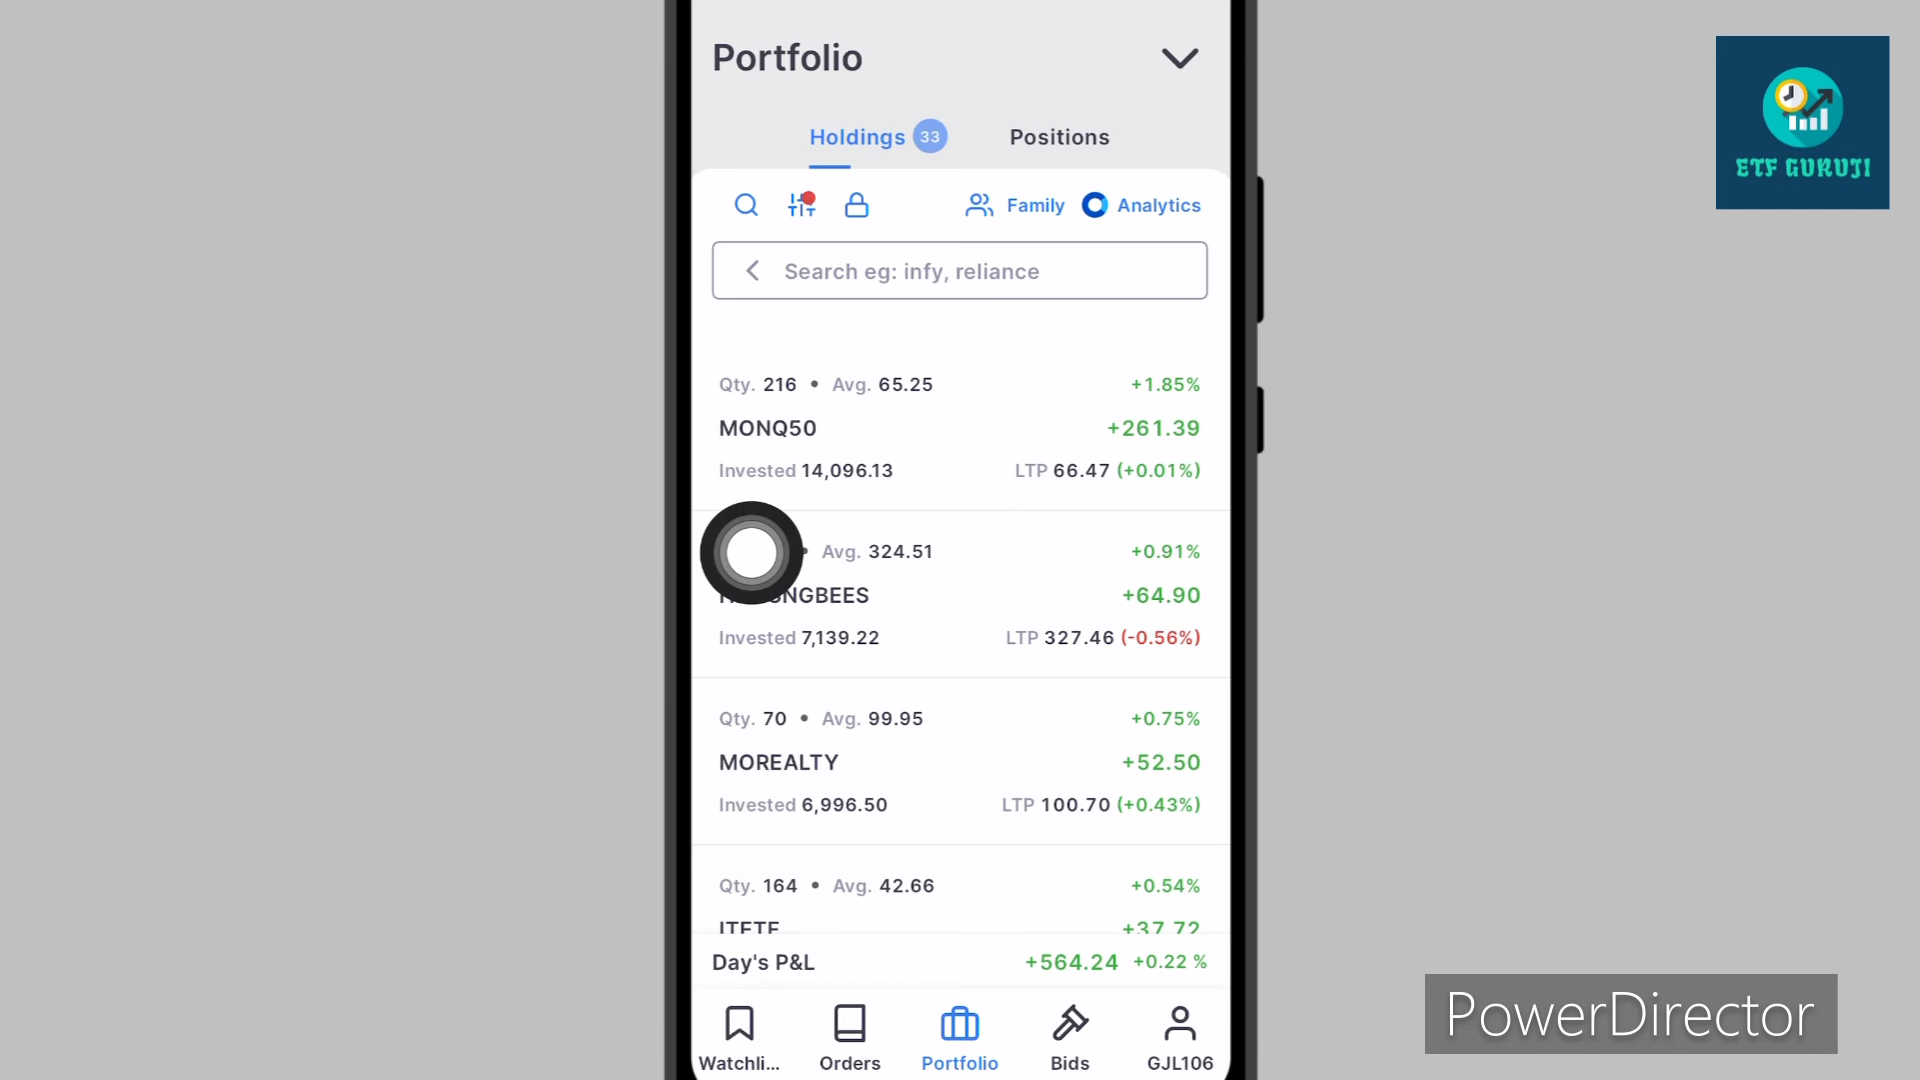 Portfolio
Holdings 33 Positions
Family Analytics
Search eg: infy, reliance
Qty. 216 • Avg. 65.25 +1.85%
MONQ50 +261.39
Invested 14,096.13 LTP 66.47 (+0.01%)
Avg. 324.51 +0.91%
NGBEES +64.90
Invested 7,139.22 LTP 327.46 (-0.56%)
Qty. 70 • Avg. 99.95 +0.75%
MOREALTY +52.50
Invested 6,996.50 LTP 100.70 (+0.43%)
Qty. 164 • Avg. 42.66 +0.54%
+37.72
Day's P&L +564.24 +0.22 %
Watchli... Orders Portfolio Bids GJL106
ETF GURUJI
PowerDirector